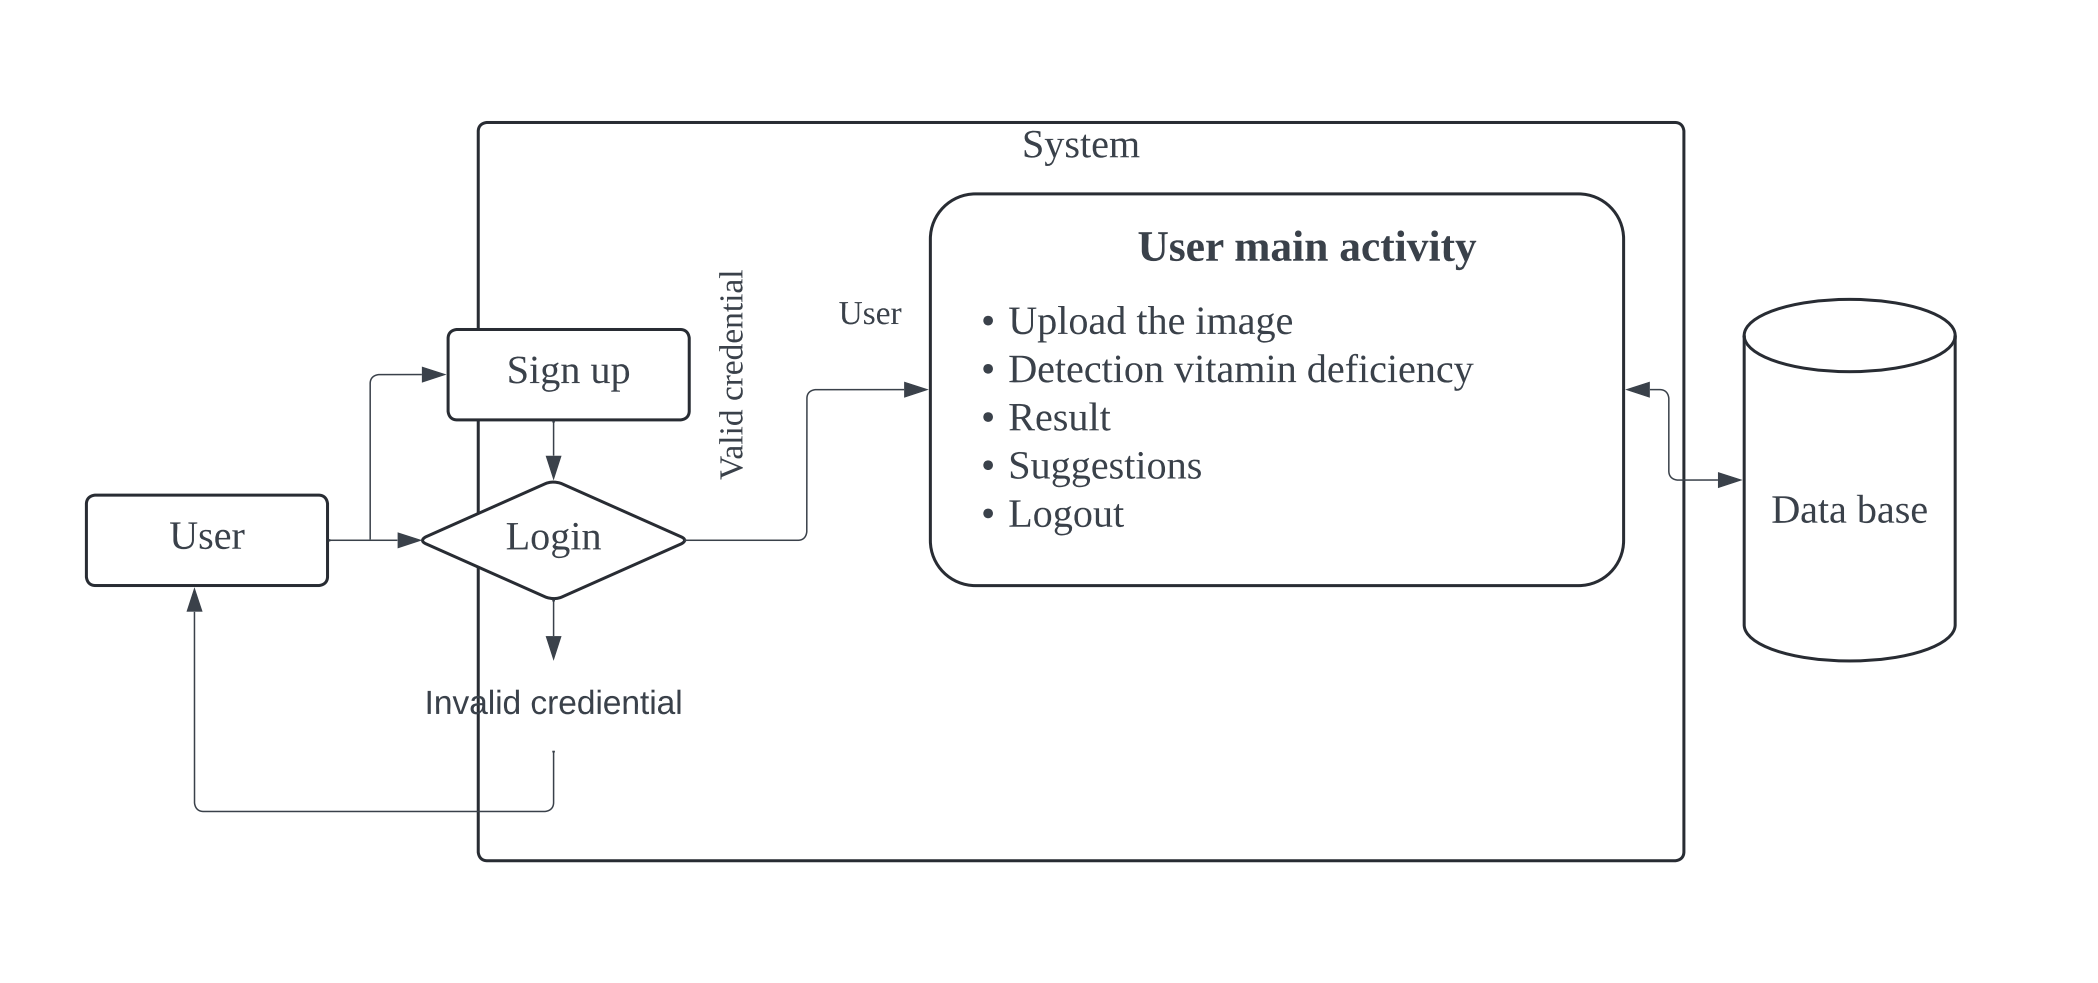 System
User main activity
• Upload the image
• Detection vitamin deficiency
• Result
• Suggestions
• Logout
Valid credential
User
Sign up
User
Login
Data base
Invalid crediential